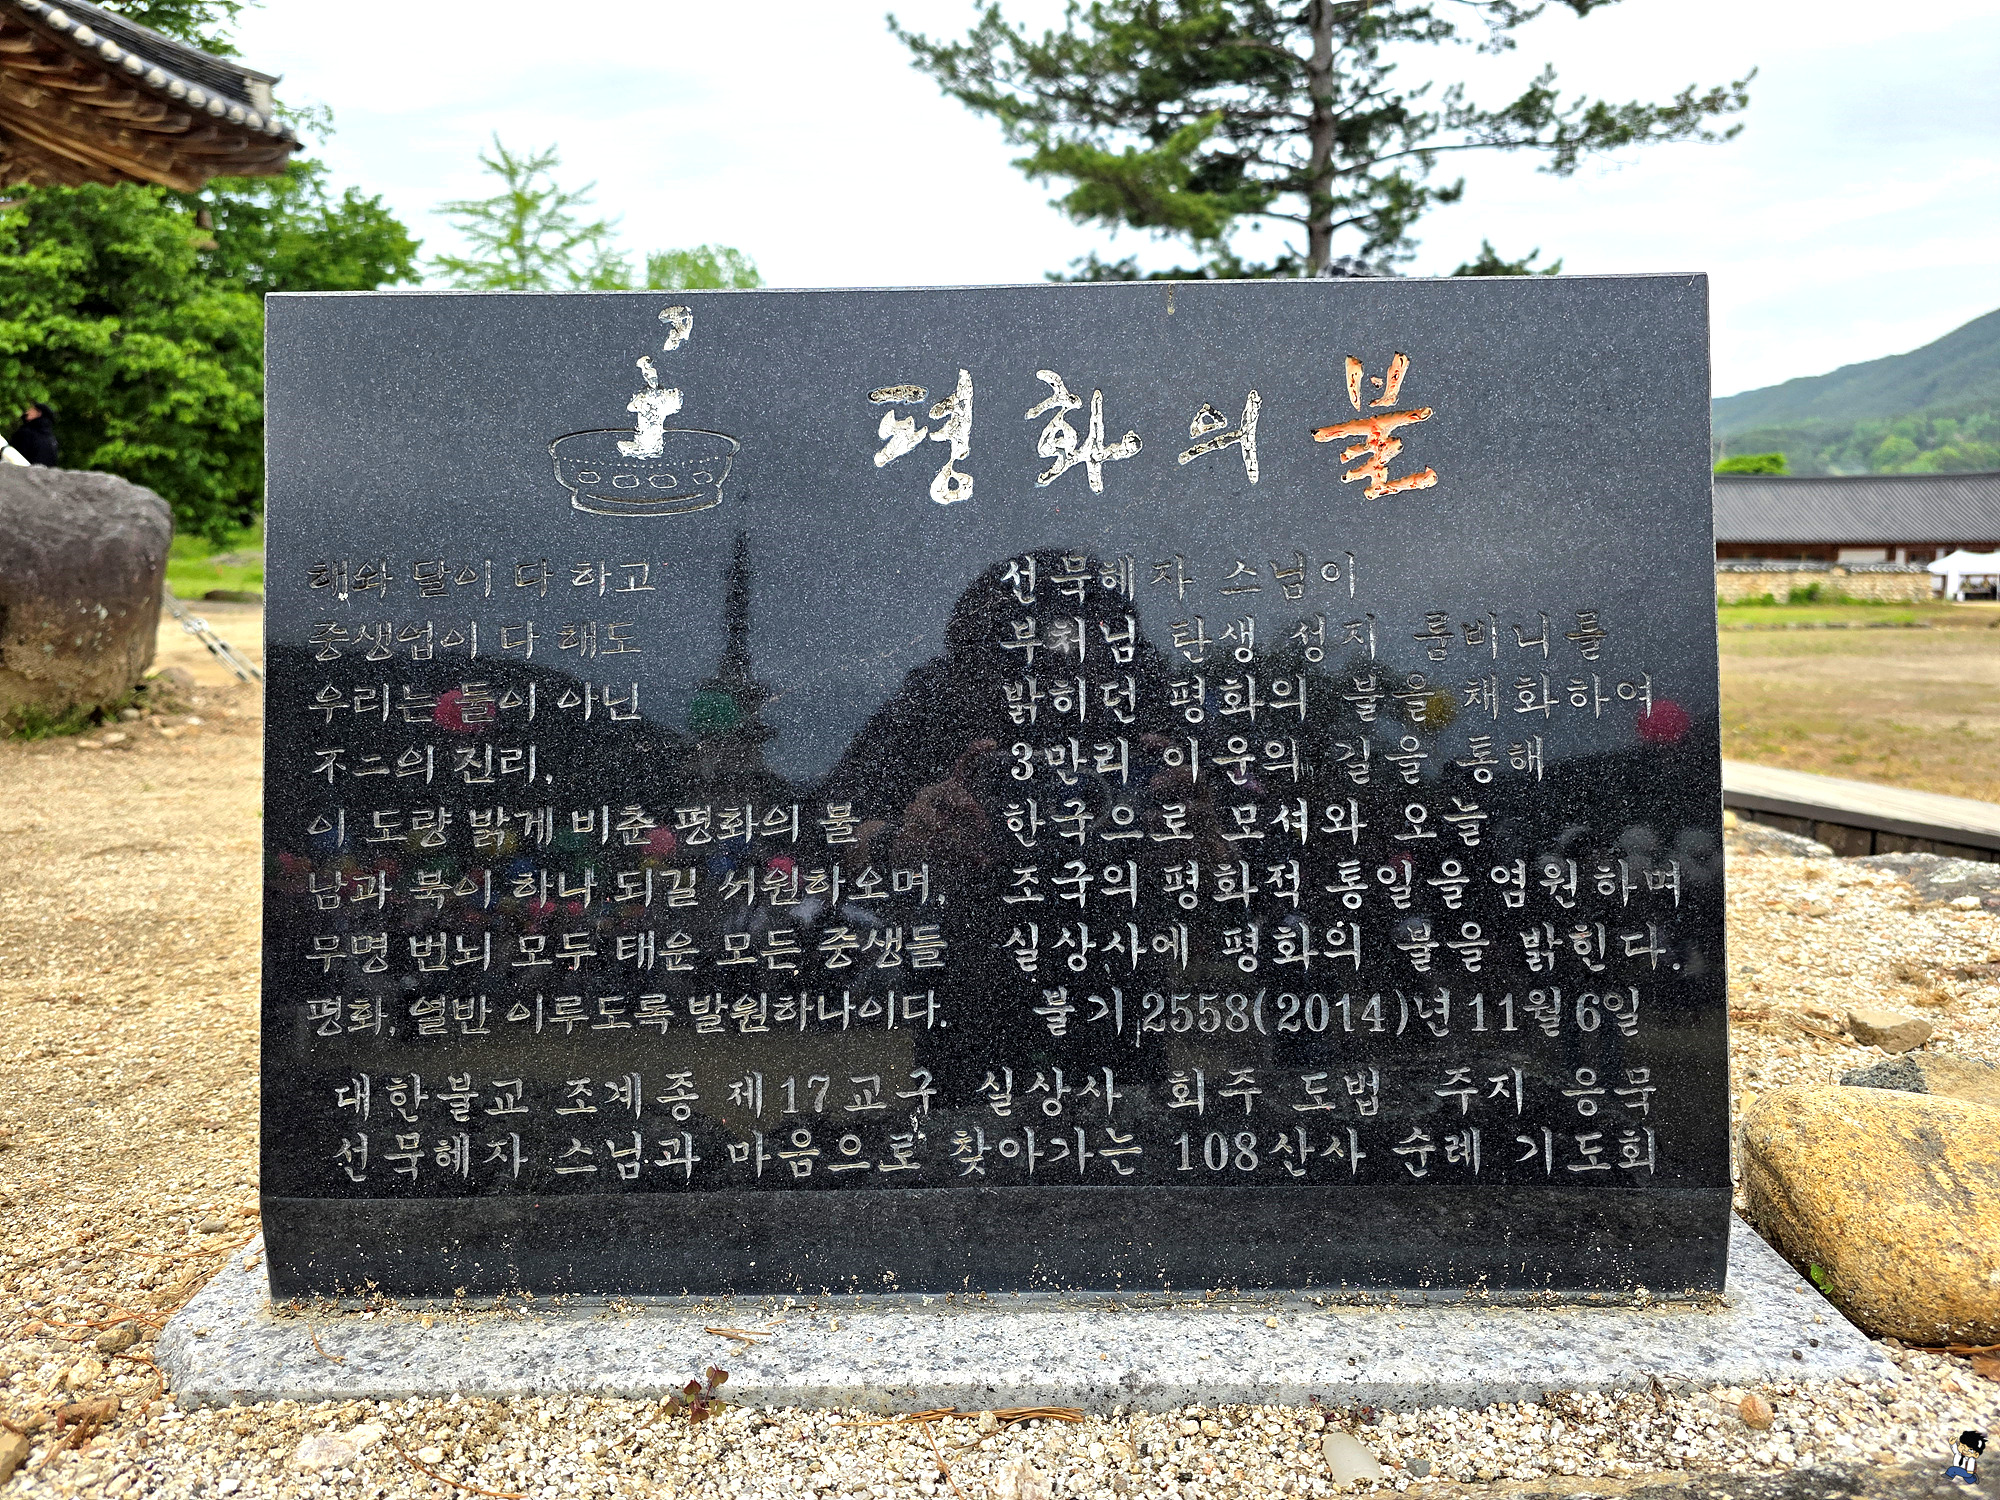 평화의 불
해와 달이 다 하고
중생업이 다 해도
우리는 둘이 아닌
不二의 진리,
이 도량 밝게 비춘 평화의 불
남과 북이 하나 되길 서원하오며,
무명 번뇌 모두 태운 모든 중생들
평화, 열반 이루도록 발원하나이다.
선묵혜자 스님이
부처님 탄생 성지 룸비니를
밝히던 평화의 불을 채화하여
3만리 이운의 길을 통해
한국으로 모셔와 오늘
조국의 평화적 통일을 염원하며
실상사에 평화의 불을 밝힌다.
불기 2558(2014)년 11월 6일
대한불교 조계종 제17교구 실상사 회주 도법 주지 응묵
선묵혜자 스님과 마음으로 찾아가는 108산사 순례 기도회